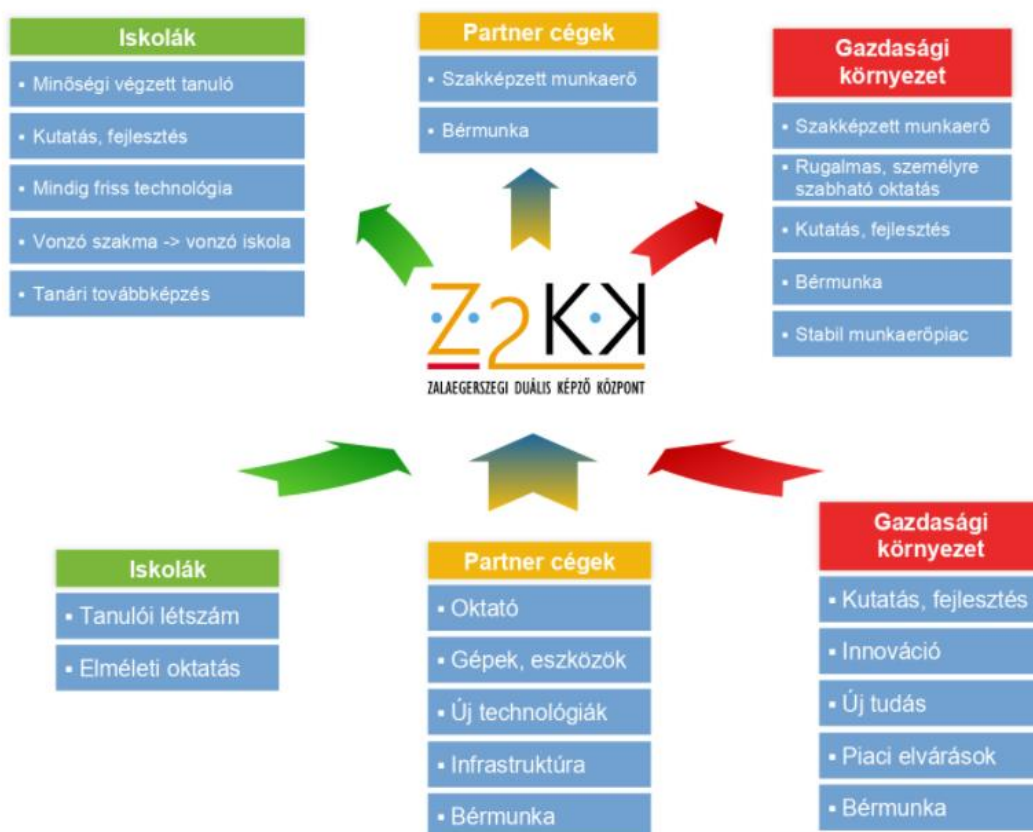 Iskolák
▪ Minőségi végzett tanuló
▪ Kutatás, fejlesztés
▪ Mindig friss technológia
▪ Vonzó szakma -> vonzó iskola
▪ Tanári továbbképzés
Partner cégek
▪ Szakképzett munkaerő
▪ Bérmunka
Gazdasági
környezet
▪ Szakképzett munkaerő
▪ Rugalmas, személyre
szabható oktatás
▪ Kutatás, fejlesztés
▪ Bérmunka
▪ Stabil munkaerőpiac
Z2KK
ZALAEGERSZEGI DUÁLIS KÉPZŐ KÖZPONT
Iskolák
▪ Tanulói létszám
▪ Elméleti oktatás
Partner cégek
▪ Oktató
▪ Gépek, eszközök
▪ Új technológiák
▪ Infrastruktúra
▪ Bérmunka
Gazdasági
környezet
▪ Kutatás, fejlesztés
▪ Innováció
▪ Új tudás
▪ Piaci elvárások
▪ Bérmunka